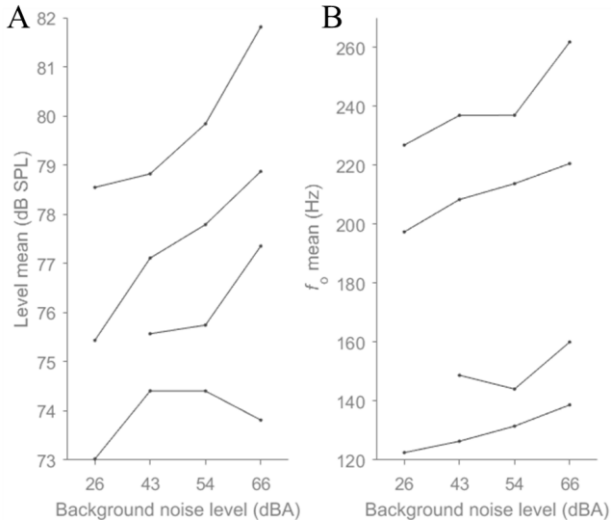 A
B
82
81
80
79
78
77
76
75
74
73
Level mean (dB SPL)
26 43 54 66
Background noise level (dBA)
260
240
220
200
180
160
140
120
fo mean (Hz)
26 43 54 66
Background noise level (dBA)